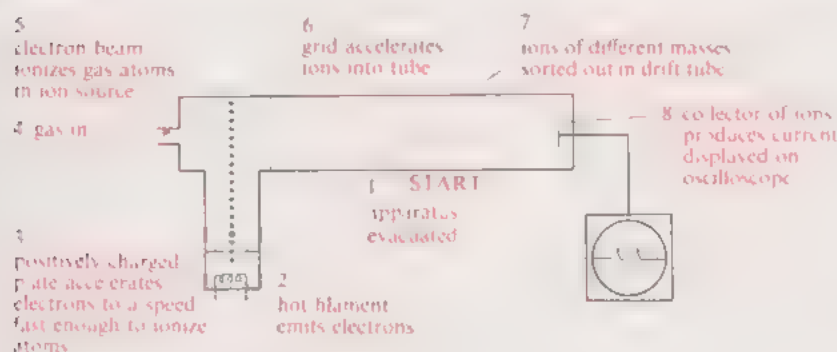 5
electron beam
ionizes gas atoms
in ion source
6
grid accelerates
ions into tube
7
ions of different masses
sorted out in drift tube
4 gas in
8 collector of ions
produces current
displayed on
oscilloscope
1 START
apparatus
evacuated
3
positively charged
plate accelerates
electrons to a speed
fast enough to ionize
atoms
2
hot filament
emits electrons